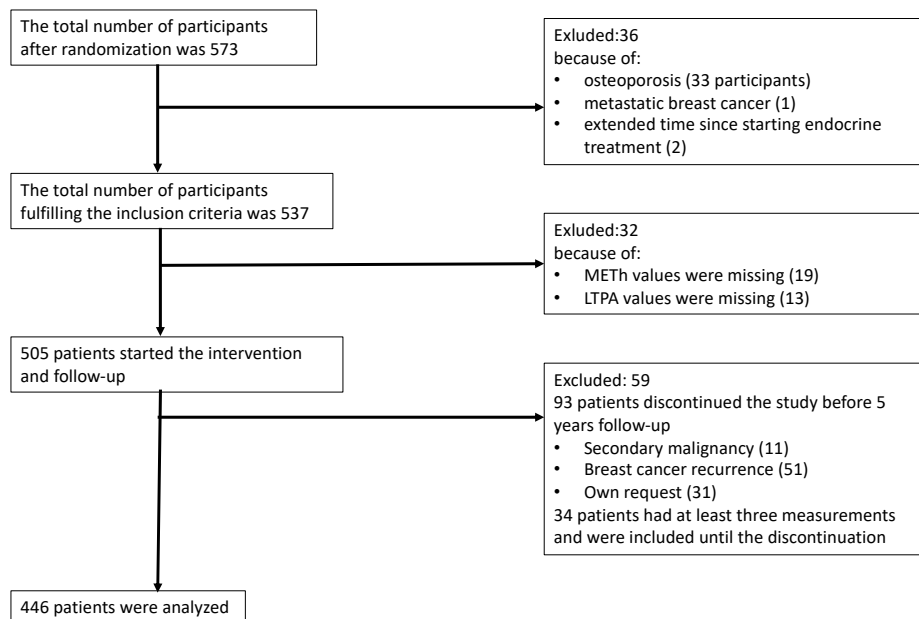 The total number of participants
after randomization was 573
Exluded:36
because of:
• osteoporosis (33 participants)
• metastatic breast cancer (1)
• extended time since starting endocrine
treatment (2)
The total number of participants
fulfilling the inclusion criteria was 537
Exluded:32
because of:
• METh values were missing (19)
• LTPA values were missing (13)
505 patients started the intervention
and follow-up
Excluded: 59
93 patients discontinued the study before 5
years follow-up
• Secondary malignancy (11)
• Breast cancer recurrence (51)
• Own request (31)
34 patients had at least three measurements
and were included until the discontinuation
446 patients were analyzed